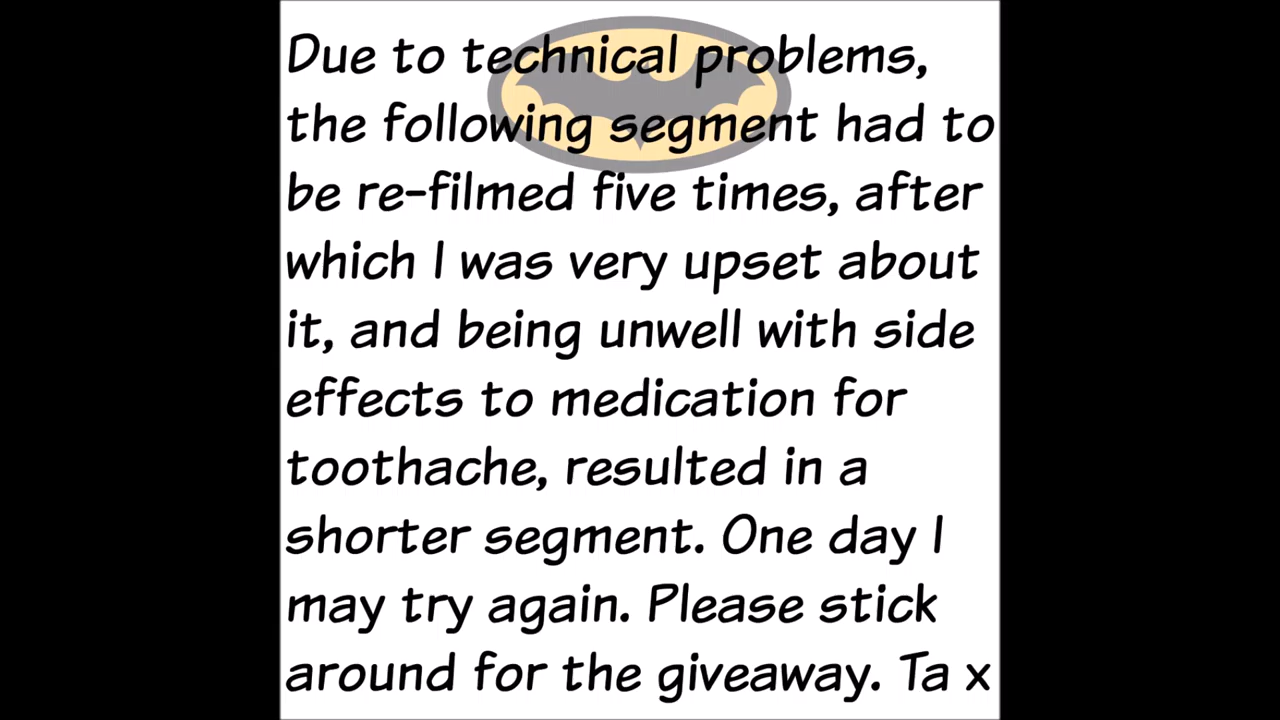 Due to technical problems,
the following segment had to
be re-filmed five times, after
which I was very upset about
it, and being unwell with side
effects to medication for
toothache, resulted in a
shorter segment. One day I
may try again. Please stick
around for the giveaway. Ta x